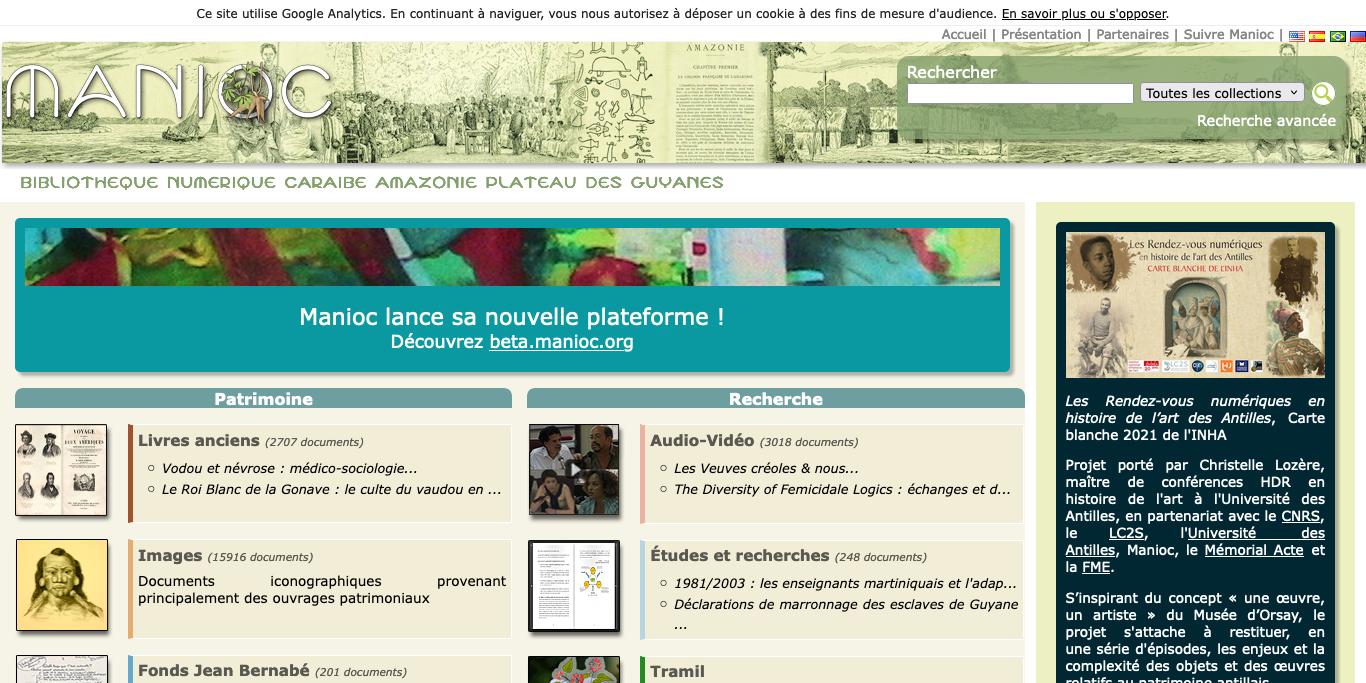 Ce site utilise Google Analytics. En continuant à naviguer, vous nous autorisez à déposer un cookie à des fins de mesure d'audience. En savoir plus ou s'opposer.
Accueil | Présentation | Partenaires | Suivre Manioc |
AMAZONIE
CHAPITRE PREMIER
MANIOC
Rechercher
Toutes les collections
Recherche avancée
BIBLIOTHEQUE NUMERIQUE CARAIBE AMAZONIE PLATEAU DES GUYANES
Manioc lance sa nouvelle plateforme !
Découvrez beta.manioc.org
Patrimoine
Livres anciens (2707 documents)
Vodou et névrose : médico-sociologie...
Le Roi Blanc de la Gonave : le culte du vaudou en ...
Images (15916 documents)
Documents iconographiques provenant
principalement des ouvrages patrimoniaux
Fonds Jean Bernabé (201 documents)
Recherche
Audio-Vidéo (3018 documents)
Les Veuves créoles & nous...
The Diversity of Femicidale Logics : échanges et d...
Études et recherches (248 documents)
1981/2003 : les enseignants martiniquais et l'adap...
Déclarations de marronnage des esclaves de Guyane
...
Tramil
Les Rendez-vous numériques
en histoire de l'art des Antilles
CARTE BLANCHE DE L'INHA
Les Rendez-vous numériques en
histoire de l’art des Antilles, Carte
blanche 2021 de l'INHA
Projet porté par Christelle Lozère,
maître de conférences HDR en
histoire de l'art à l'Université des
Antilles, en partenariat avec le CNRS,
le LC2S, l'Université des
Antilles, Manioc, le Mémorial Acte et
la FME.
S’inspirant du concept « une œuvre,
un artiste » du Musée d’Orsay, le
projet s'attache à restituer, en
une série d'épisodes, les enjeux et la
complexité des objets et des œuvres
relatifs au patrimoine antillais